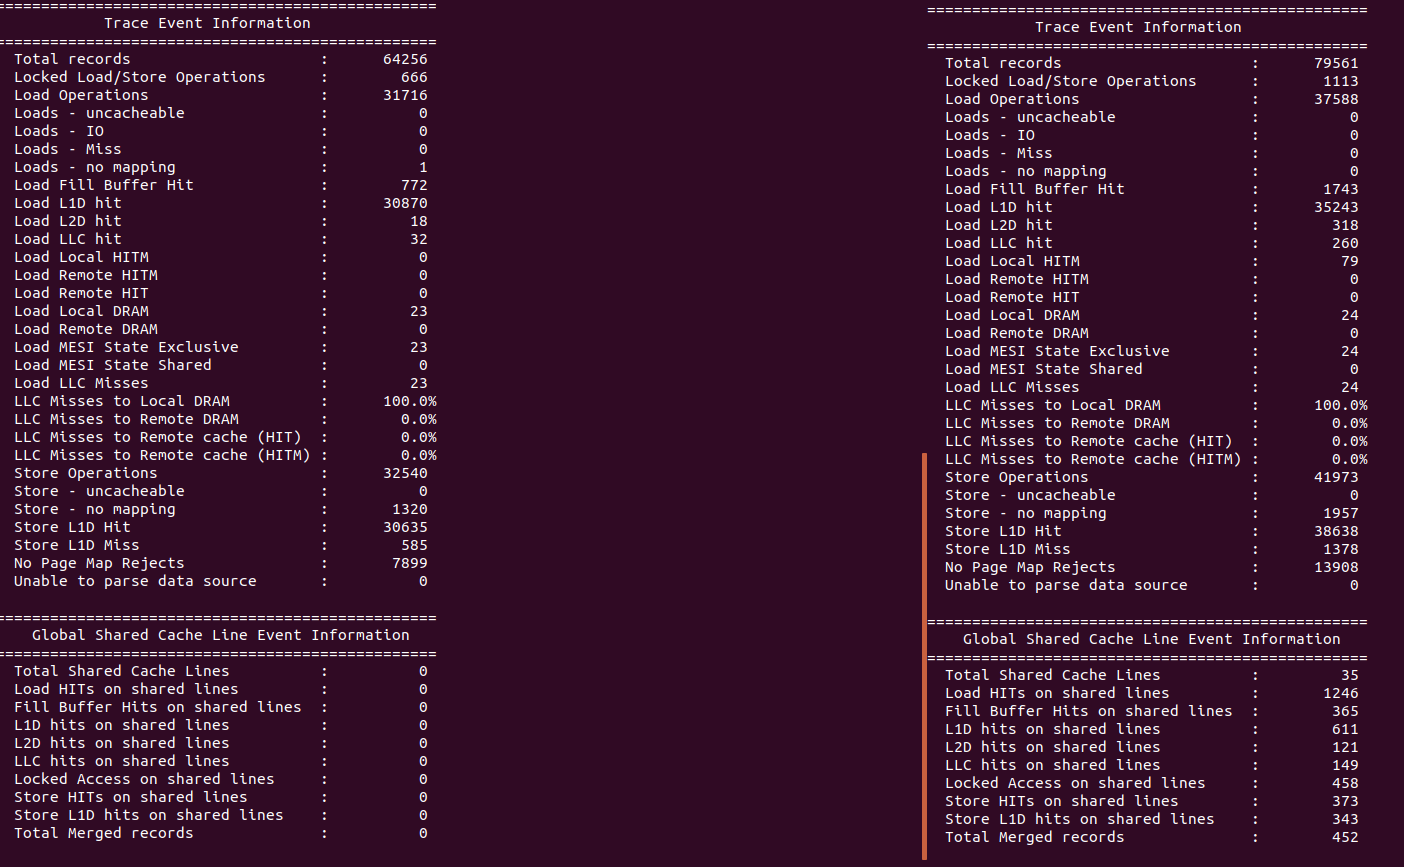 =================================================
Trace Event Information
=================================================
Total records : 64256
Locked Load/Store Operations : 666
Load Operations : 31716
Loads - uncacheable : 0
Loads - IO : 0
Loads - Miss : 0
Loads - no mapping : 1
Load Fill Buffer Hit : 772
Load L1D hit : 30870
Load L2D hit : 18
Load LLC hit : 32
Load Local HITM : 0
Load Remote HITM : 0
Load Remote HIT : 0
Load Local DRAM : 23
Load Remote DRAM : 0
Load MESI State Exclusive : 23
Load MESI State Shared : 0
Load LLC Misses : 23
LLC Misses to Local DRAM : 100.0%
LLC Misses to Remote DRAM : 0.0%
LLC Misses to Remote cache (HIT) : 0.0%
LLC Misses to Remote cache (HITM) : 0.0%
Store Operations : 32540
Store - uncacheable : 0
Store - no mapping : 1320
Store L1D Hit : 30635
Store L1D Miss : 585
No Page Map Rejects : 7899
Unable to parse data source : 0
=================================================
Global Shared Cache Line Event Information
=================================================
Total Shared Cache Lines : 0
Load HITs on shared lines : 0
Fill Buffer Hits on shared lines : 0
L1D hits on shared lines : 0
L2D hits on shared lines : 0
LLC hits on shared lines : 0
Locked Access on shared lines : 0
Store HITs on shared lines : 0
Store L1D hits on shared lines : 0
Total Merged records : 0
=================================================
Trace Event Information
=================================================
Total records : 79561
Locked Load/Store Operations : 1113
Load Operations : 37588
Loads - uncacheable : 0
Loads - IO : 0
Loads - Miss : 0
Loads - no mapping : 0
Load Fill Buffer Hit : 1743
Load L1D hit : 35243
Load L2D hit : 318
Load LLC hit : 260
Load Local HITM : 79
Load Remote HITM : 0
Load Remote HIT : 0
Load Local DRAM : 24
Load Remote DRAM : 0
Load MESI State Exclusive : 24
Load MESI State Shared : 0
Load LLC Misses : 24
LLC Misses to Local DRAM : 100.0%
LLC Misses to Remote DRAM : 0.0%
LLC Misses to Remote cache (HIT) : 0.0%
LLC Misses to Remote cache (HITM) : 0.0%
Store Operations : 41973
Store - uncacheable : 0
Store - no mapping : 1957
Store L1D Hit : 38638
Store L1D Miss : 1378
No Page Map Rejects : 13908
Unable to parse data source : 0
=================================================
Global Shared Cache Line Event Information
=================================================
Total Shared Cache Lines : 35
Load HITs on shared lines : 1246
Fill Buffer Hits on shared lines : 365
L1D hits on shared lines : 611
L2D hits on shared lines : 121
LLC hits on shared lines : 149
Locked Access on shared lines : 458
Store HITs on shared lines : 373
Store L1D hits on shared lines : 343
Total Merged records : 452